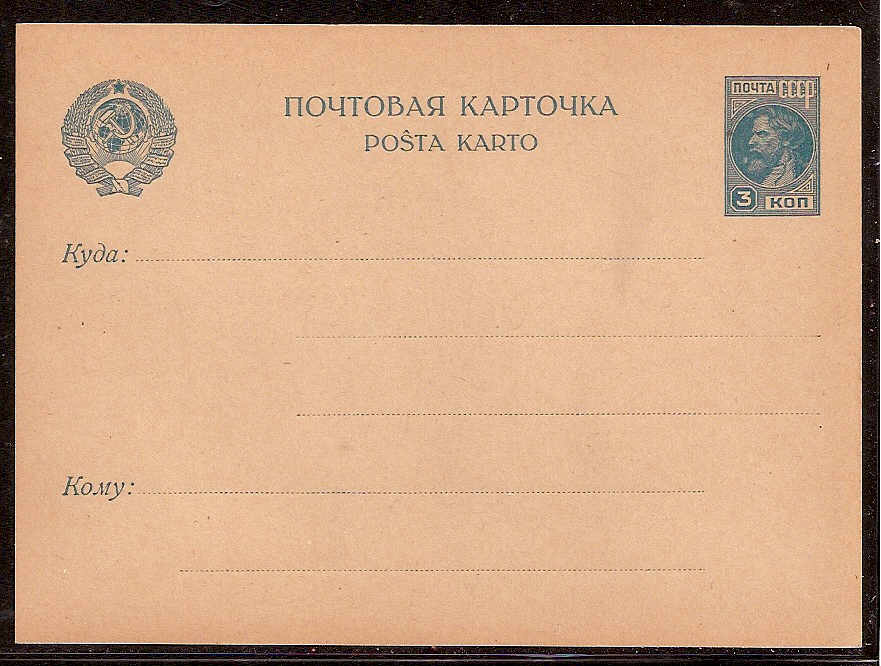 ПОЧТОВАЯ КАРТОЧКА
POŜTA KARTO
ПОЧТА СССР
3 КОП
Куда:
Кому: